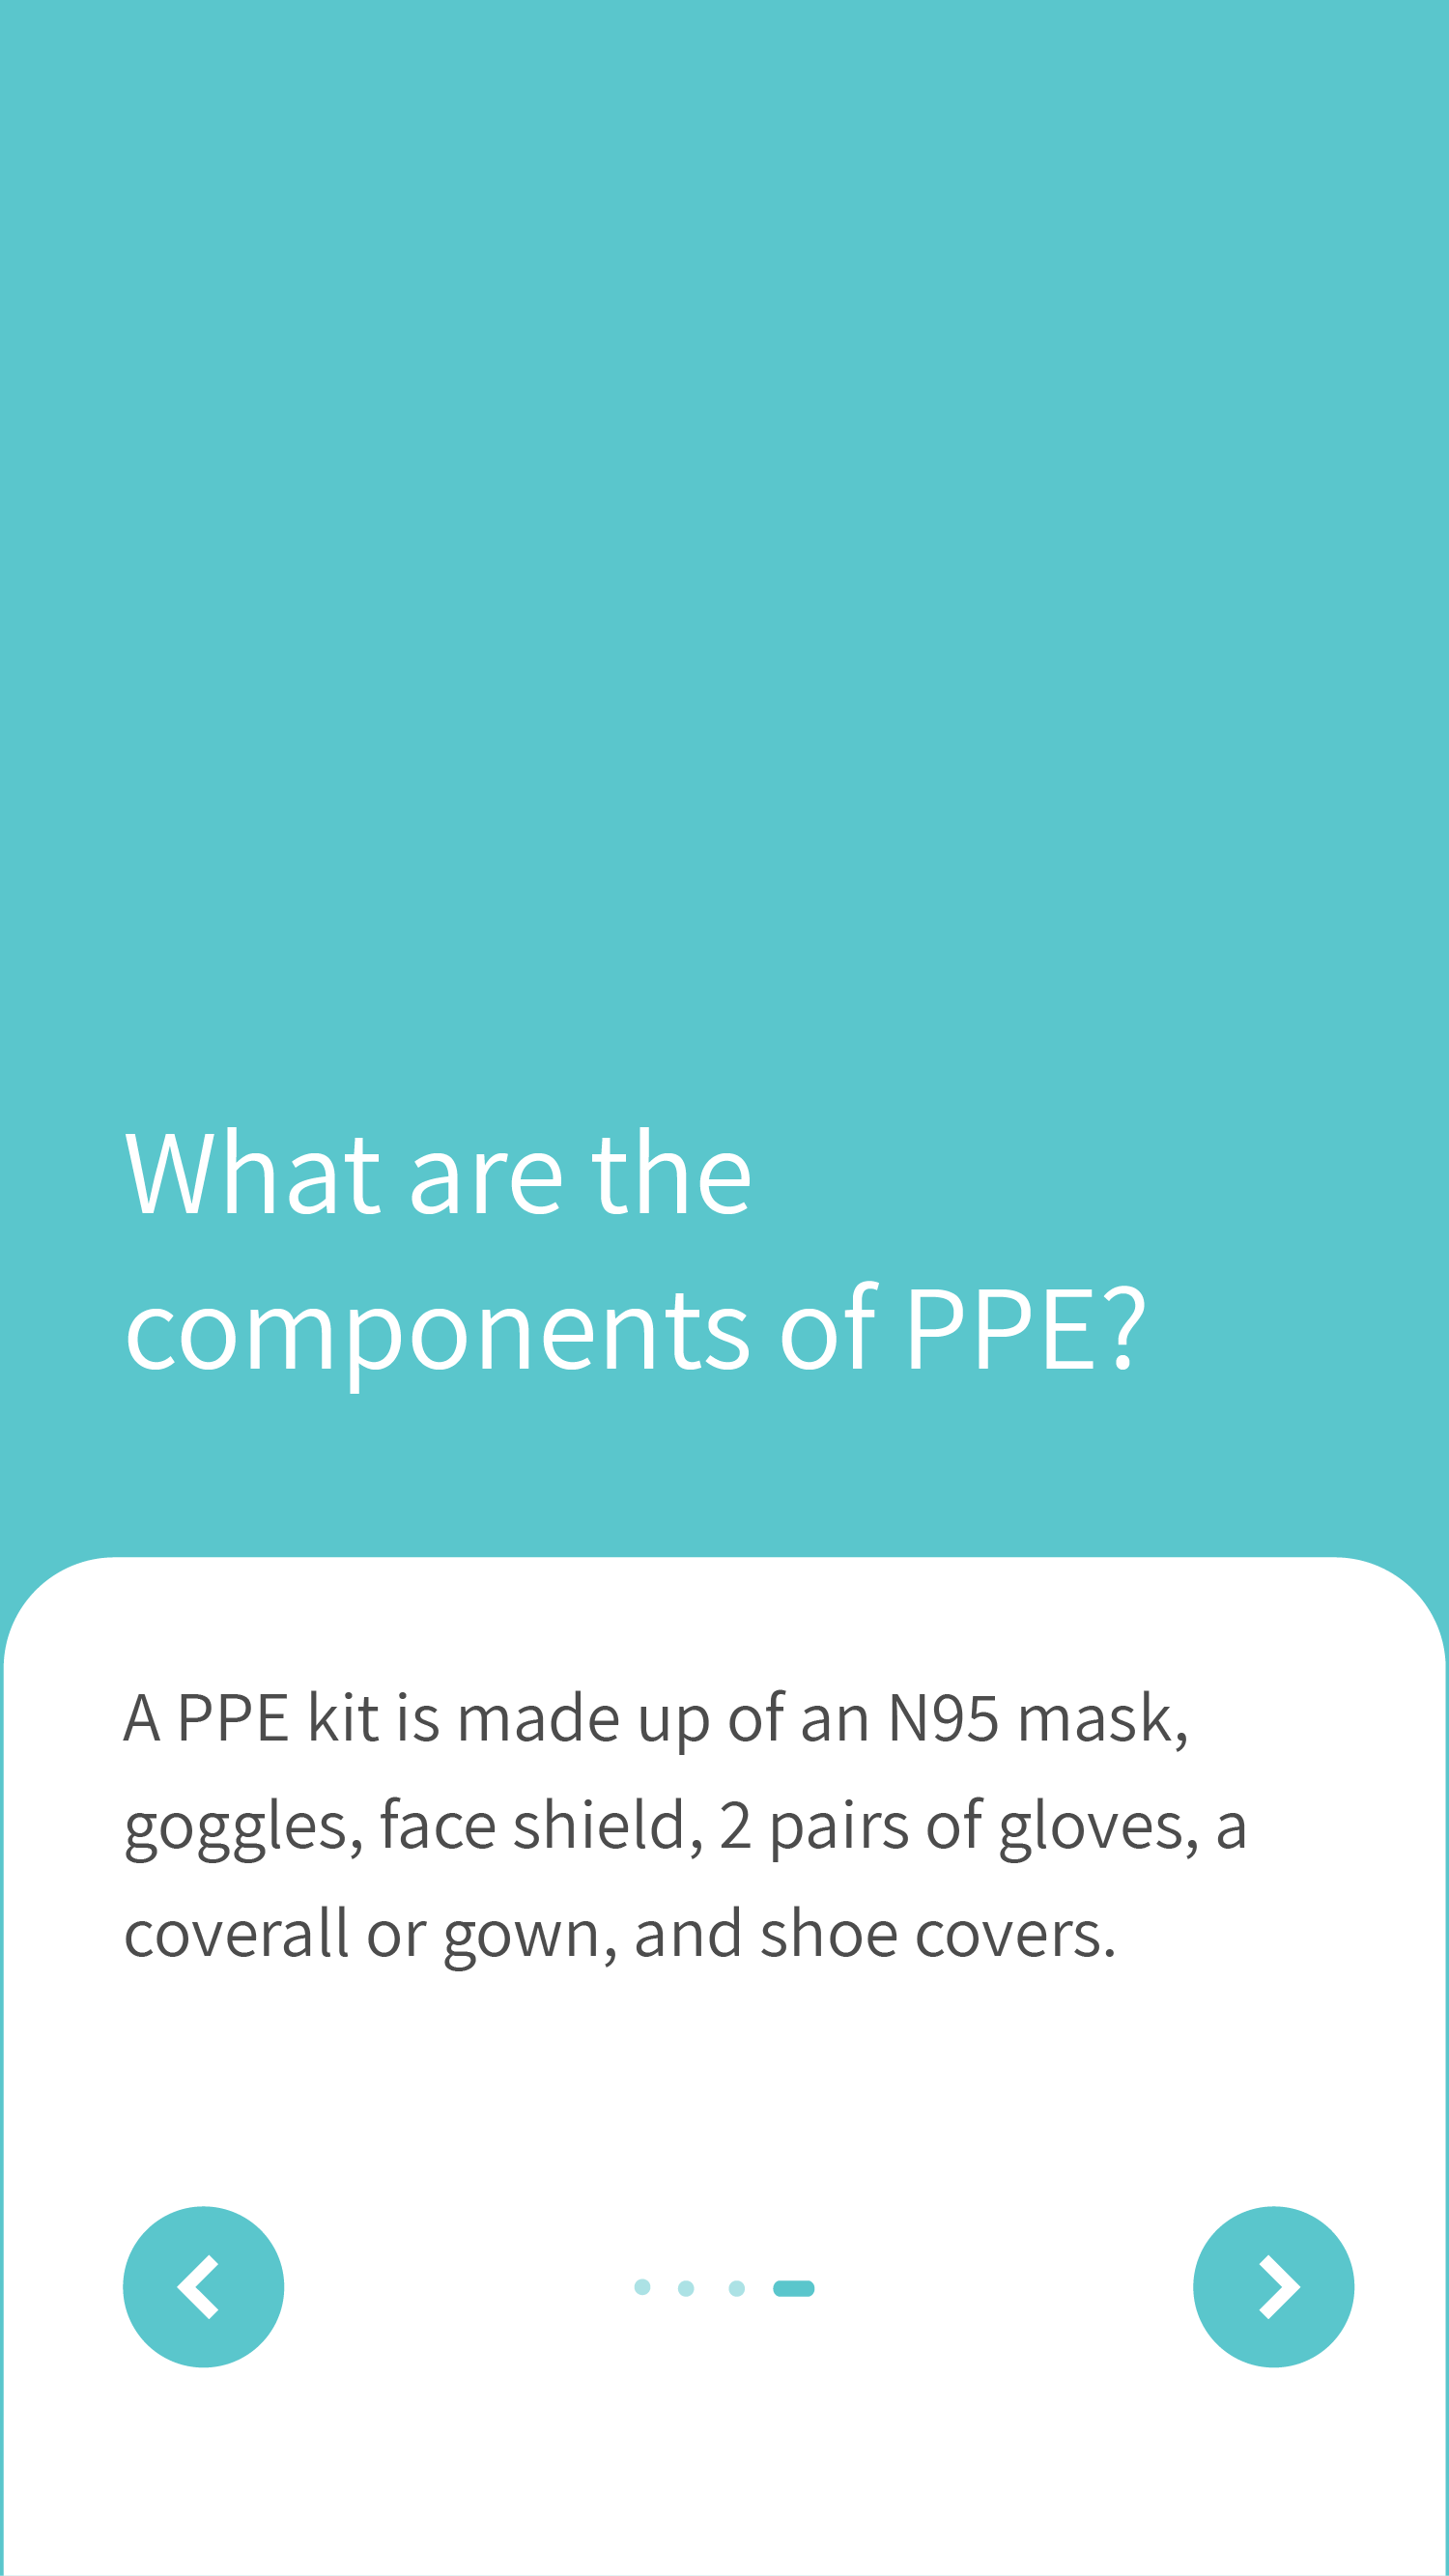 What are the
components of PPE?
A PPE kit is made up of an N95 mask,
goggles, face shield, 2 pairs of gloves, a
coverall or gown, and shoe covers.